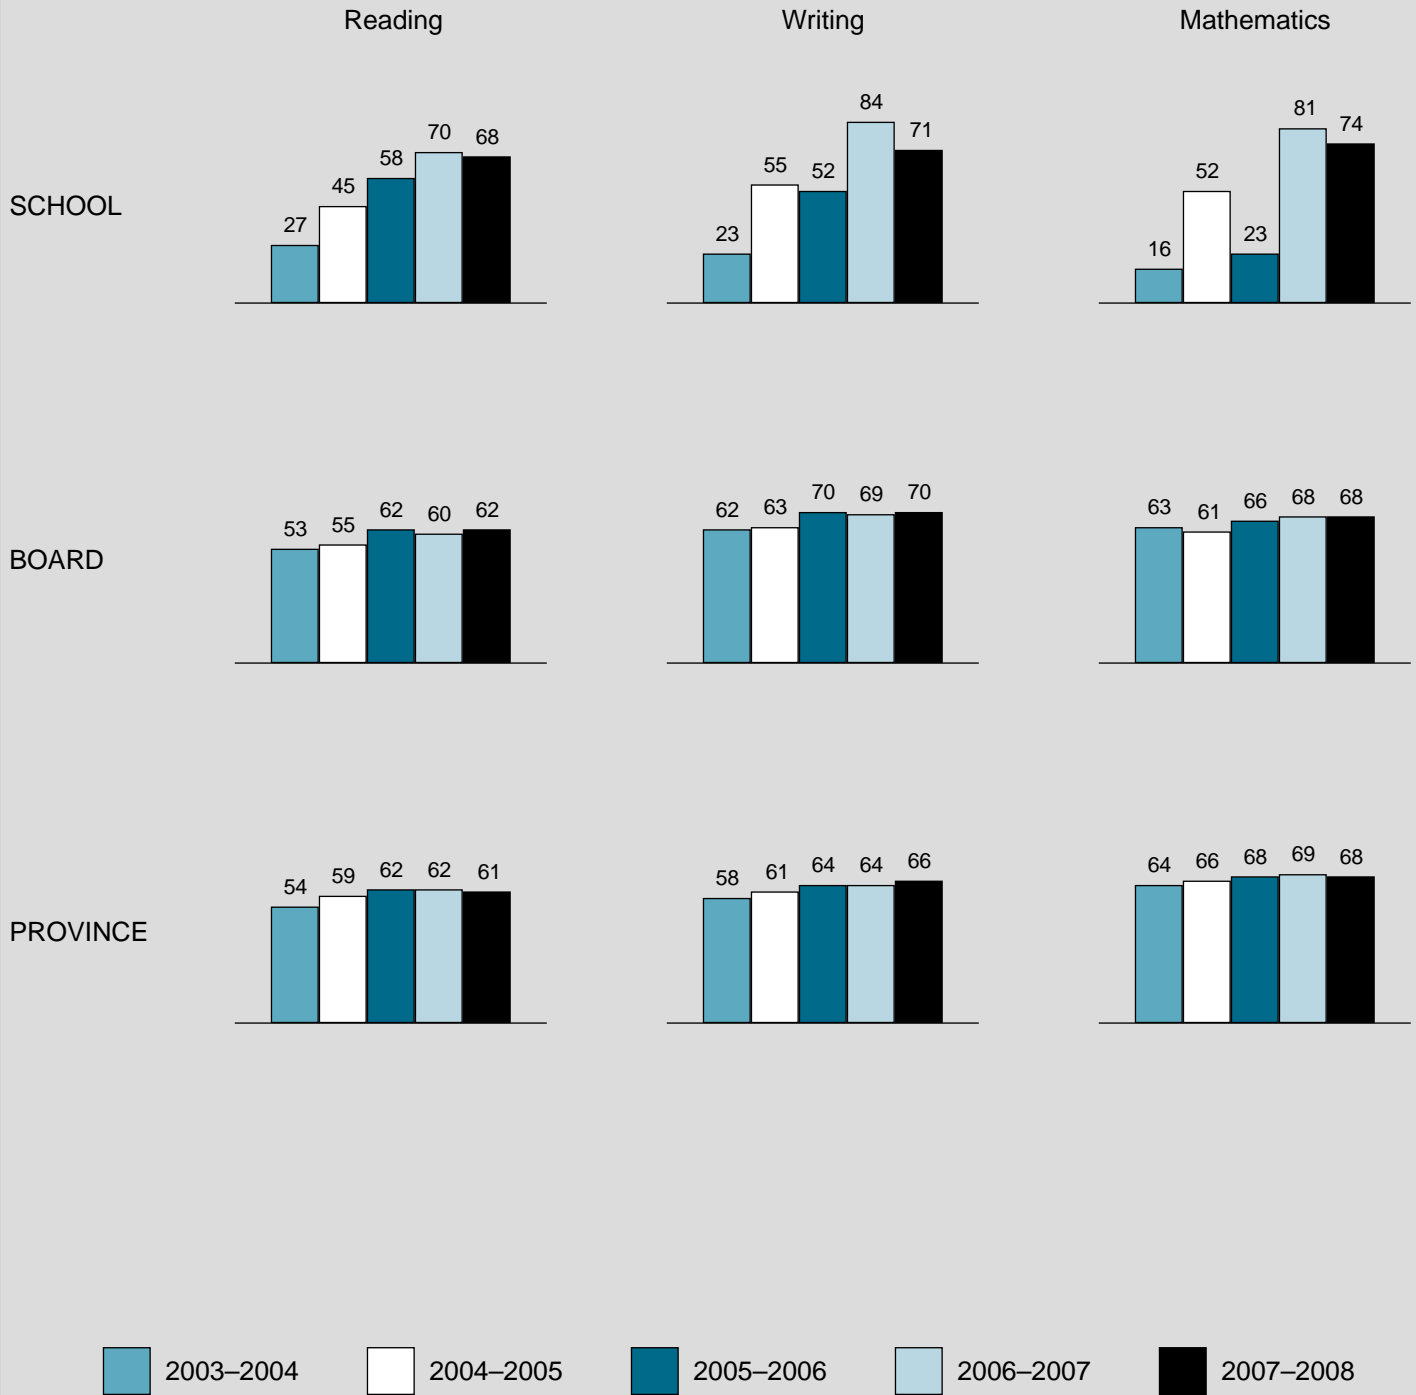 Reading Writing Mathematics
SCHOOL
27 45 58 70 68
23 55 52 84 71
16 52 23 81 74
BOARD
53 55 62 60 62
62 63 70 69 70
63 61 66 68 68
PROVINCE
54 59 62 62 61
58 61 64 64 66
64 66 68 69 68
2003–2004 2004–2005 2005–2006 2006–2007 2007–2008